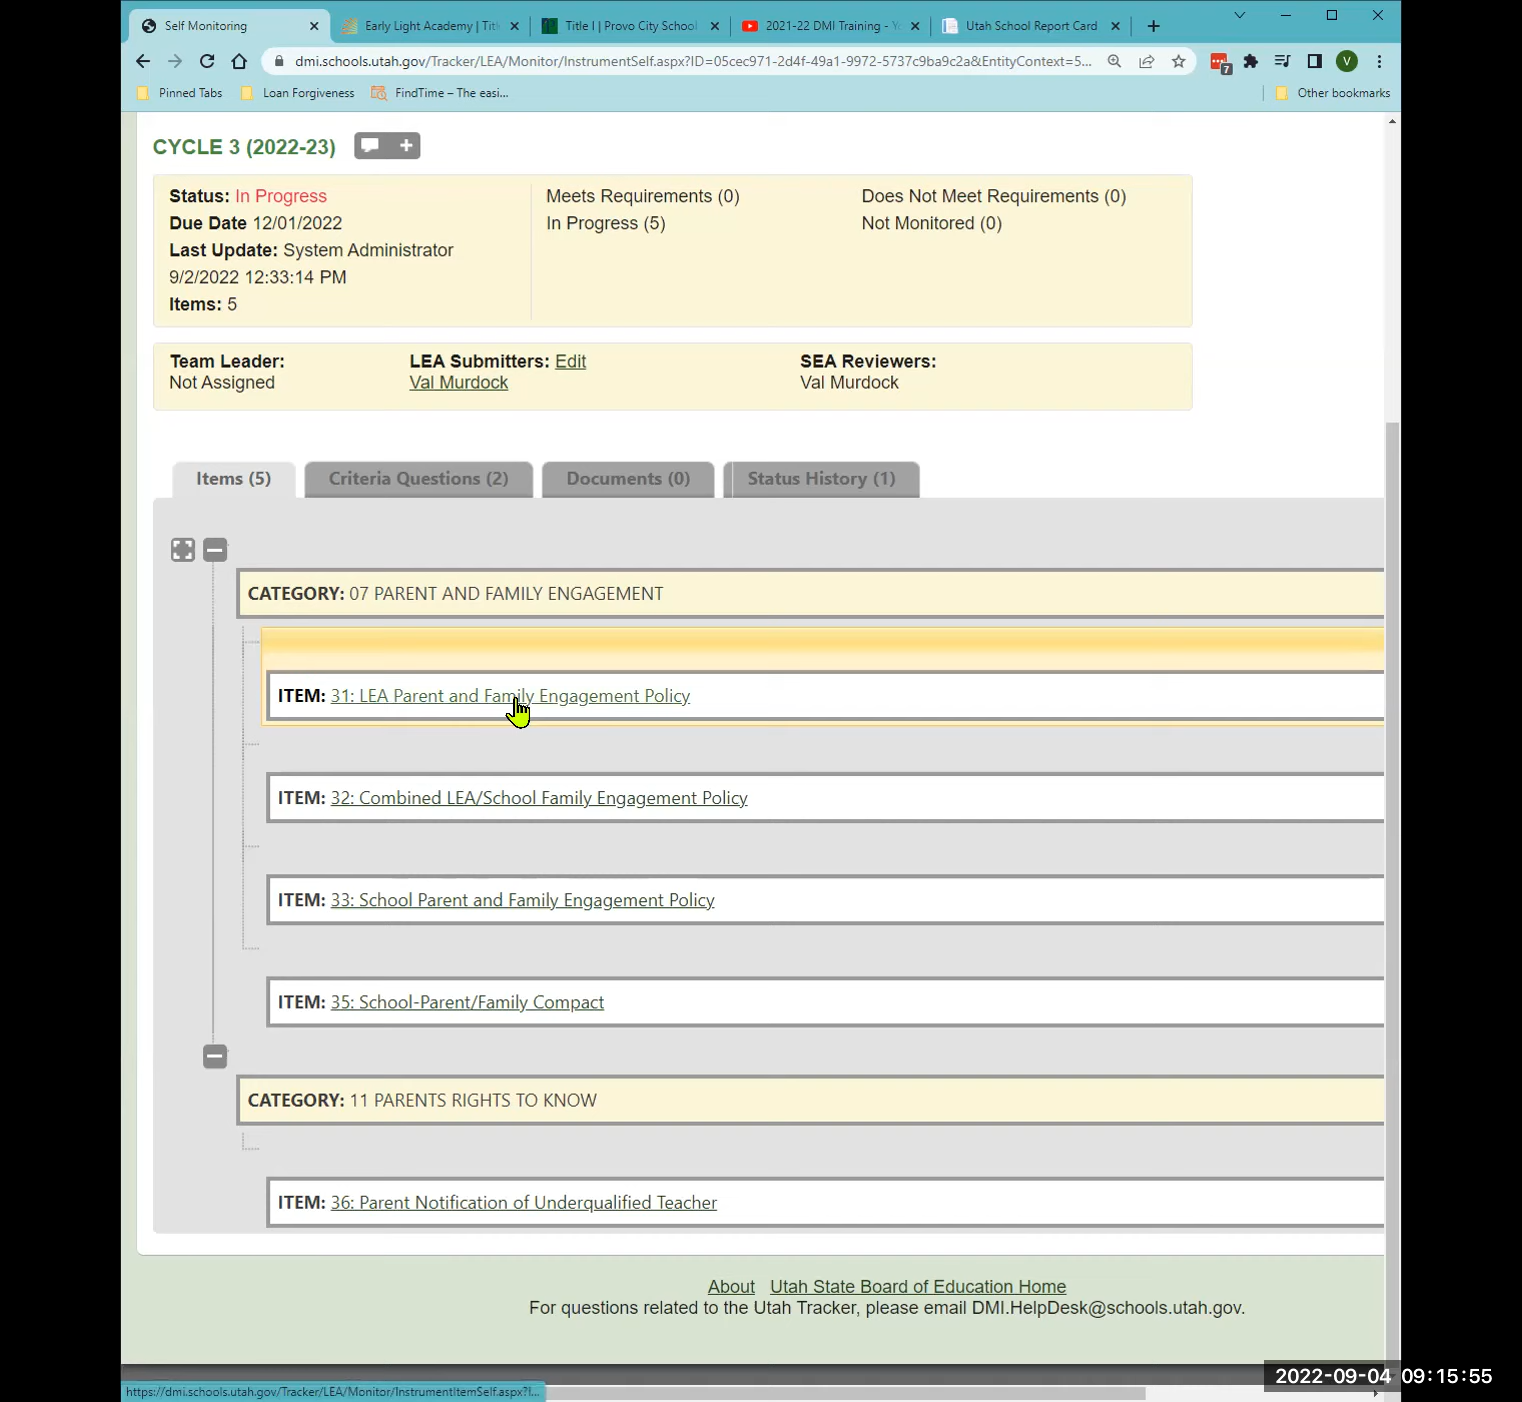 Self Monitoring
Early Light Academy | Titl
Title I | Provo City School
2021-22 DMI Training - Yo
Utah School Report Card
dmi.schools.utah.gov/Tracker/LEA/Monitor/InstrumentSelf.aspx?ID=05cec971-2d4f-49a1-9972-5737c9ba9c2a&EntityContext=5...
7
V
Pinned Tabs
Loan Forgiveness
FindTime – The easi...
Other bookmarks
CYCLE 3 (2022-23)
Status: In Progress
Due Date 12/01/2022
Last Update: System Administrator
9/2/2022 12:33:14 PM
Items: 5
Meets Requirements (0)
In Progress (5)
Does Not Meet Requirements (0)
Not Monitored (0)
Team Leader:
Not Assigned
LEA Submitters: Edit
Val Murdock
SEA Reviewers:
Val Murdock
Items (5)
Criteria Questions (2)
Documents (0)
Status History (1)
CATEGORY: 07 PARENT AND FAMILY ENGAGEMENT
ITEM: 31: LEA Parent and Family Engagement Policy
ITEM: 32: Combined LEA/School Family Engagement Policy
ITEM: 33: School Parent and Family Engagement Policy
ITEM: 35: School-Parent/Family Compact
CATEGORY: 11 PARENTS RIGHTS TO KNOW
ITEM: 36: Parent Notification of Underqualified Teacher
About Utah State Board of Education Home
For questions related to the Utah Tracker, please email DMI.HelpDesk@schools.utah.gov.
2022-09-04 09:15:55
https://dmi.schools.utah.gov/Tracker/LEA/Monitor/InstrumentItemSelf.aspx?I...